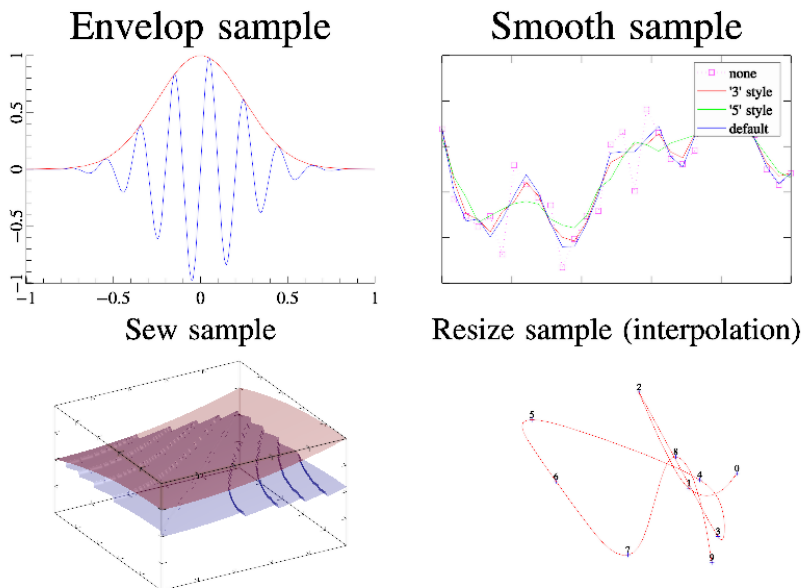 Envelop sample
1
0.5
0
−0.5
−1
−1
−0.5
0
0.5
1
Smooth sample
none
'3' style
'5' style
default
Sew sample
Resize sample (interpolation)
2
5
8
4
0
6
1
3
7
9